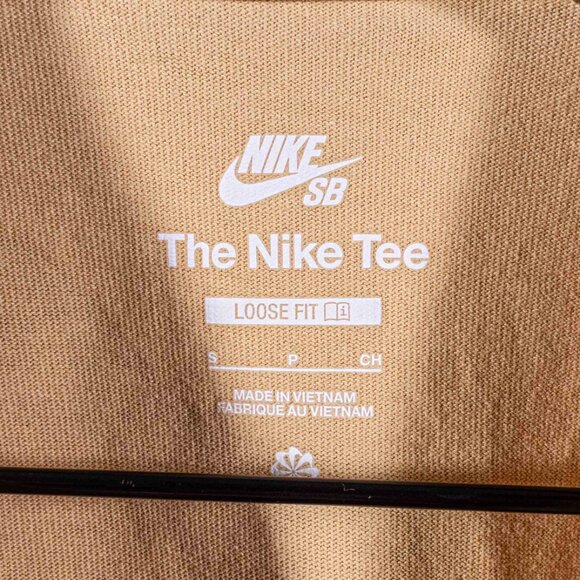 NIKE
SB
The Nike Tee
LOOSE FIT i
S P CH
MADE IN VIETNAM
FABRIQUE AU VIETNAM